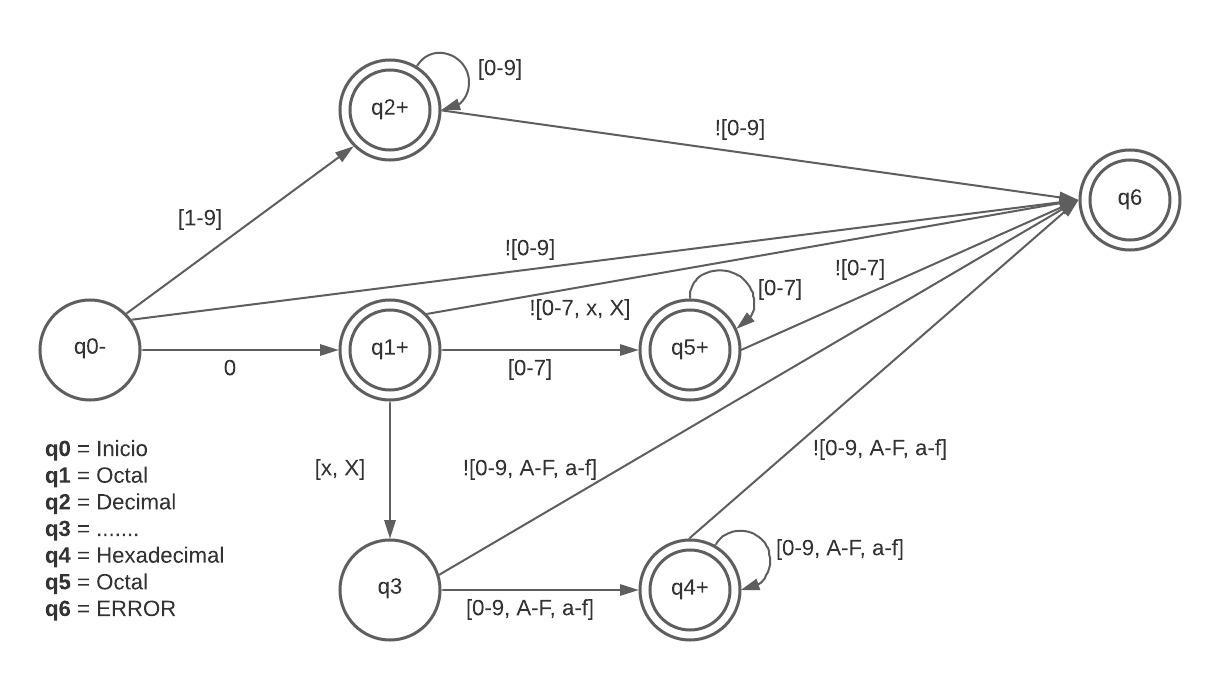 [0-9]
q2+
![0-9]
q6
[1-9]
![0-9]
![0-7]
[0-7]
![0-7, x, X]
q0-
q1+
q5+
0
[0-7]
q0 = Inicio
q1 = Octal
q2 = Decimal
q3 = .......
q4 = Hexadecimal
q5 = Octal
q6 = ERROR
[x, X]
![0-9, A-F, a-f]
![0-9, A-F, a-f]
[0-9, A-F, a-f]
q3
q4+
[0-9, A-F, a-f]